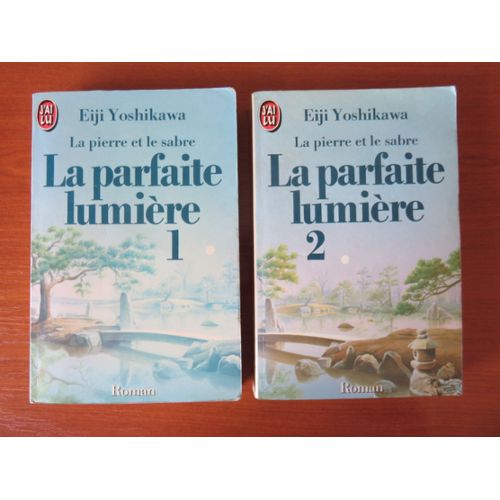 J'AI
LU
Eiji Yoshikawa
La pierre et le sabre
La parfaite
lumière
1
Roman
J'AI
LU
Eiji Yoshikawa
La pierre et le sabre
La parfaite
lumière
2
Roman